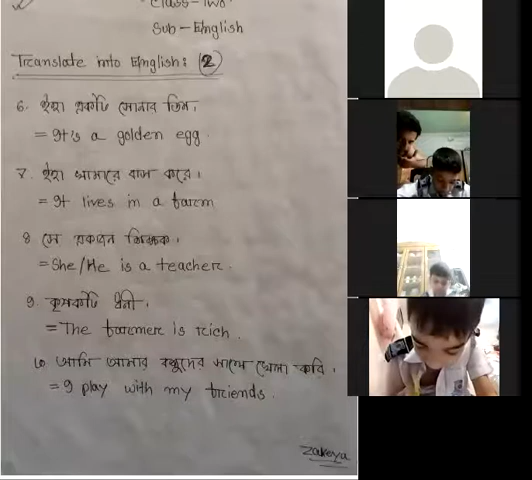 Class-Two
Sub-English
Translate into English: (2)
6. ইহা একটি সোনার ডিম।
= It's a golden egg.
7. ইহা খামারে বাস করে।
= It lives in a farm
8 সে একজন শিক্ষক।
= She/He is a teacher.
9. কৃষকটি ধনী।
= The farmer is rich.
১০ আমি আমার বন্ধুদের সাথে খেলা করি।
= I play with my friends.
Zakeya